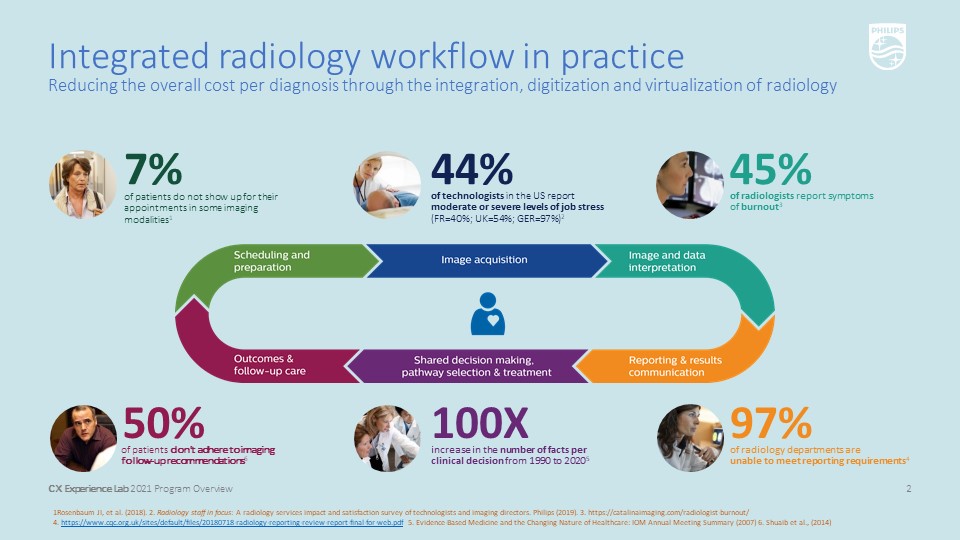 Integrated radiology workflow in practice
PHILIPS
Reducing the overall cost per diagnosis through the integration, digitization and virtualization of radiology
7%
of patients do not show up for their
appointments in some imaging
modalities1
44%
of technologists in the US report
moderate or severe levels of job stress
(FR=40%; UK=54%; GER=97%)2
45%
of radiologists report symptoms
of burnout3
Scheduling and
preparation
Image acquisition
Image and data
interpretation
Outcomes &
follow-up care
Shared decision making,
pathway selection & treatment
Reporting & results
communication
50%
of patients don't adhere to imaging
follow-up recommendations6
100X
increase in the number of facts per
clinical decision from 1990 to 20205
97%
of radiology departments are
unable to meet reporting requirements4
CX Experience Lab 2021 Program Overview
2
1Rosenbaum JI, et al. (2018). 2. Radiology staff in focus: A radiology services impact and satisfaction survey of technologists and imaging directors. Philips (2019). 3. https://catalinaimaging.com/radiologist-burnout/
4. https://www.cqc.org.uk/sites/default/files/20180718-radiology-reporting-review-report-final-for-web.pdf 5. Evidence Based Medicine and the Changing Nature of Healthcare: IOM Annual Meeting Summary (2007) 6. Shuaib et al., (2014)